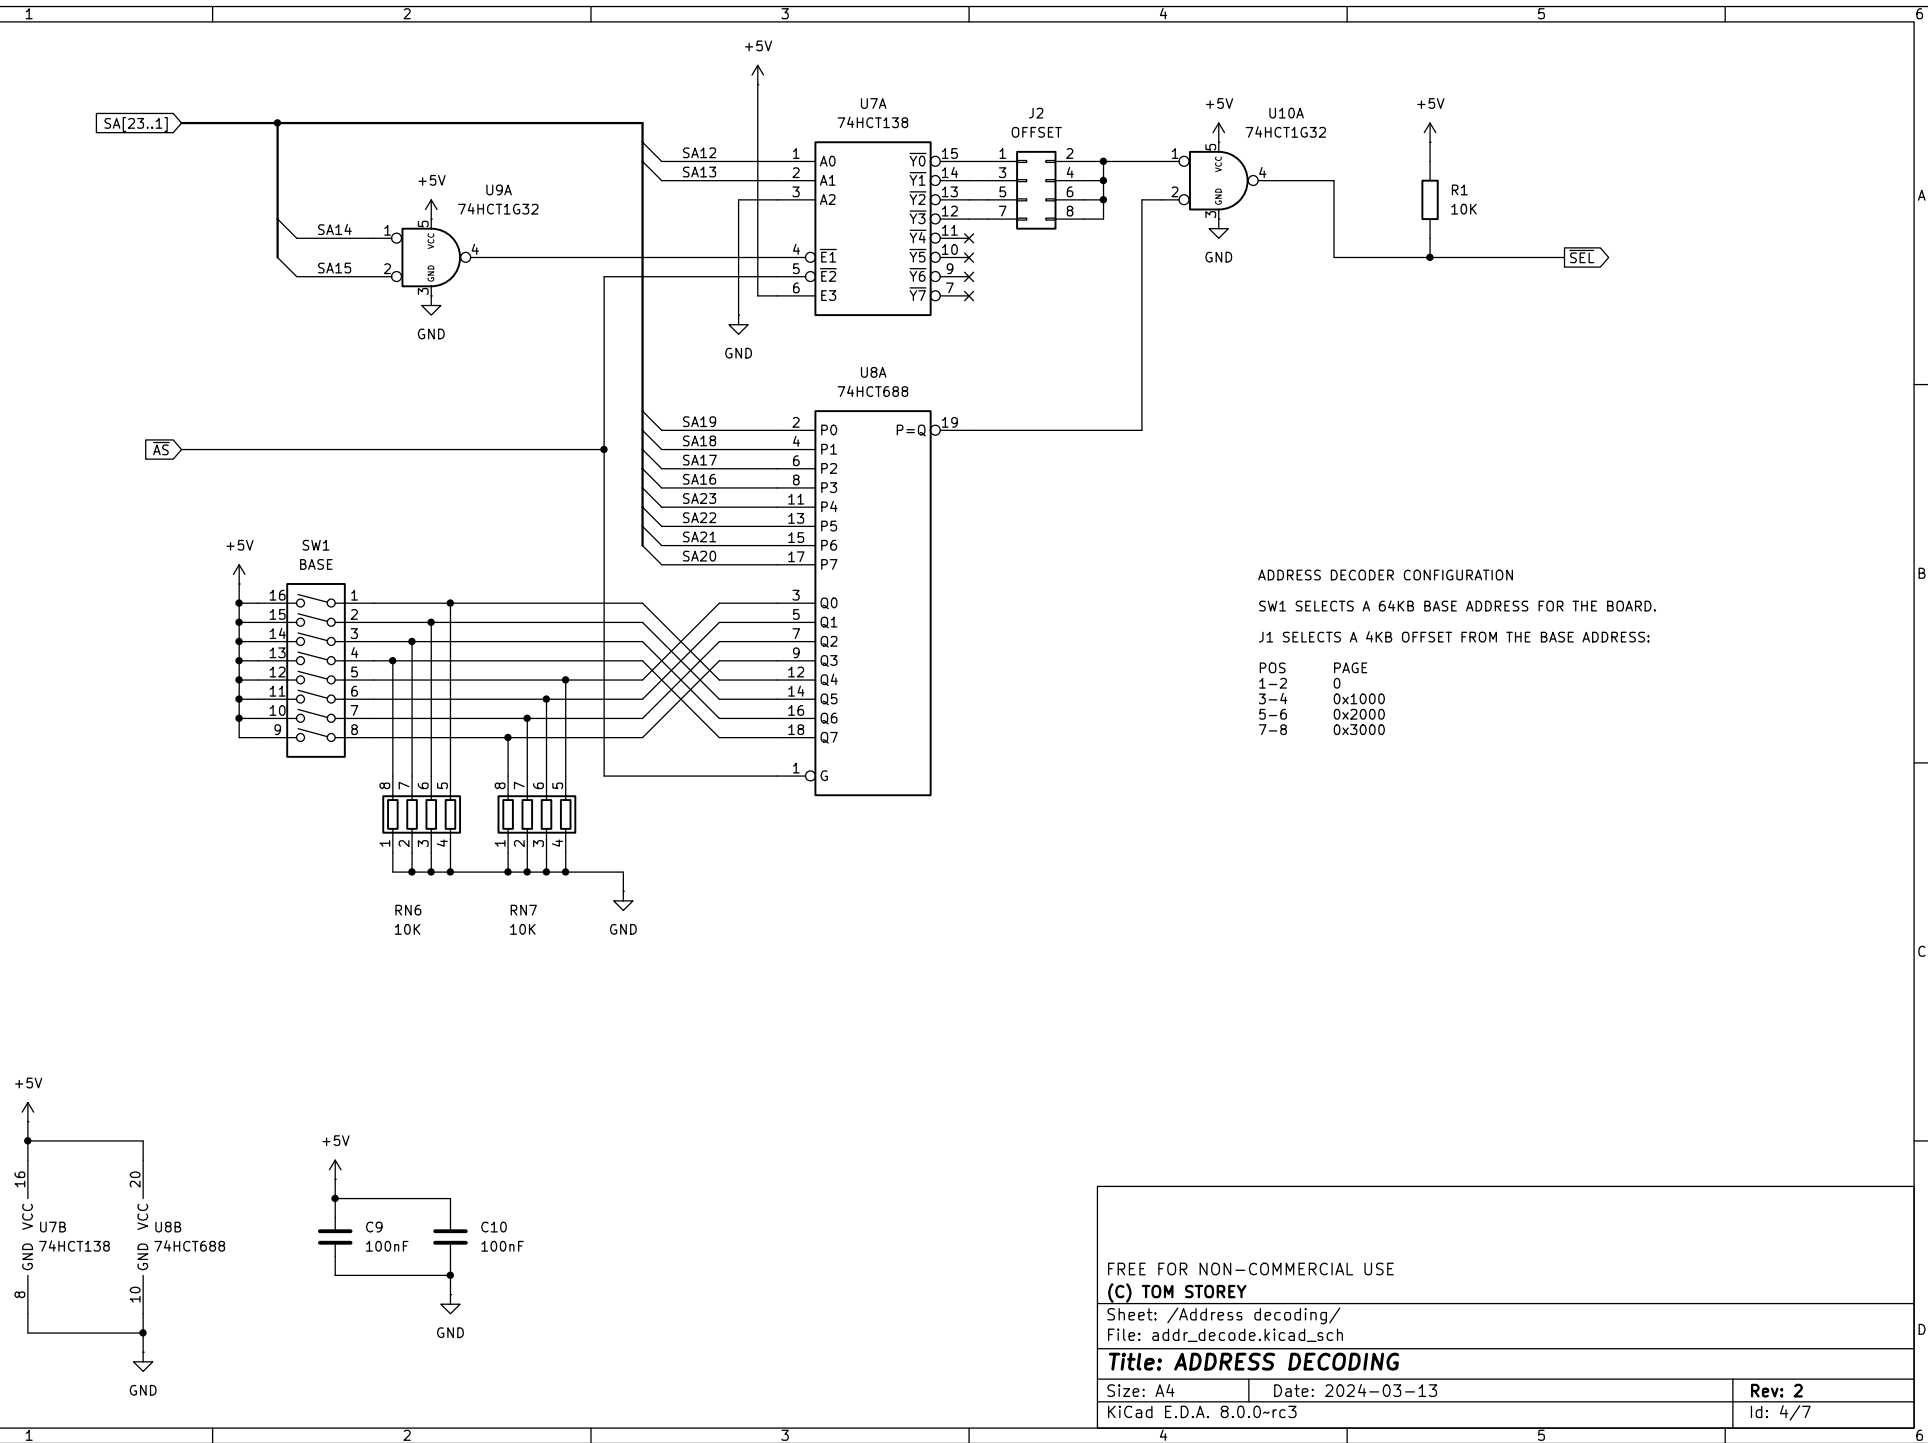 1 2 3 4 5 6
+5V
U7A
74HCT138
J2
OFFSET
+5V
U10A
74HCT1G32
+5V
SA[23..1]
SA12 1 A0 Y0 15 1 2 1
SA13 2 A1 Y1 14 3 4
3 A2 Y2 13 5 6 2
Y3 12 7 8
Y4 11
4 E1 Y5 10
5 E2 Y6 9
6 E3 Y7 7
VCC 5
GND 3
4
GND
R1
10K
SEL
A
+5V
U9A
74HCT1G32
SA14 1
SA15 2
VCC 5
GND 3
4
GND
GND
U8A
74HCT688
SA19 2 P0 P=Q 19
SA18 4 P1
SA17 6 P2
SA16 8 P3
SA23 11 P4
SA22 13 P5
SA21 15 P6
SA20 17 P7
AS
+5V
SW1
BASE
16 1 3 Q0
15 2 5 Q1
14 3 7 Q2
13 4 9 Q3
12 5 12 Q4
11 6 14 Q5
10 7 16 Q6
9 8 18 Q7
1 G
8 7 6 5 8 7 6 5
1 2 3 4 1 2 3 4
RN6
10K
RN7
10K
GND
ADDRESS DECODER CONFIGURATION
SW1 SELECTS A 64KB BASE ADDRESS FOR THE BOARD.
J1 SELECTS A 4KB OFFSET FROM THE BASE ADDRESS:
POS PAGE
1-2 0
3-4 0x1000
5-6 0x2000
7-8 0x3000
B
C
+5V
16 20
VCC VCC
U7B
74HCT138
U8B
74HCT688
GND GND
8 10
GND
+5V
C9
100nF
C10
100nF
GND
FREE FOR NON-COMMERCIAL USE
(C) TOM STOREY
Sheet: /Address decoding/
File: addr_decode.kicad_sch
Title: ADDRESS DECODING
Size: A4 Date: 2024-03-13 Rev: 2
KiCad E.D.A. 8.0.0~rc3 Id: 4/7
D
1 2 3 4 5 6